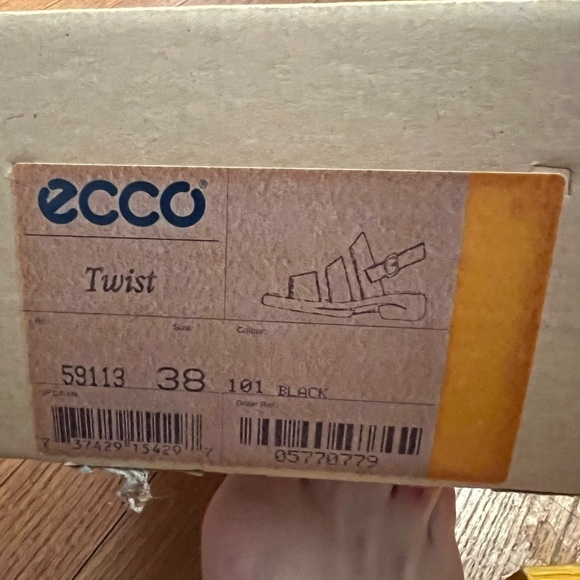 ecco®
Twist
Size:
Colour:
59113 38 101 BLACK
Order Ref.:
7 37429 15429 7
05770779